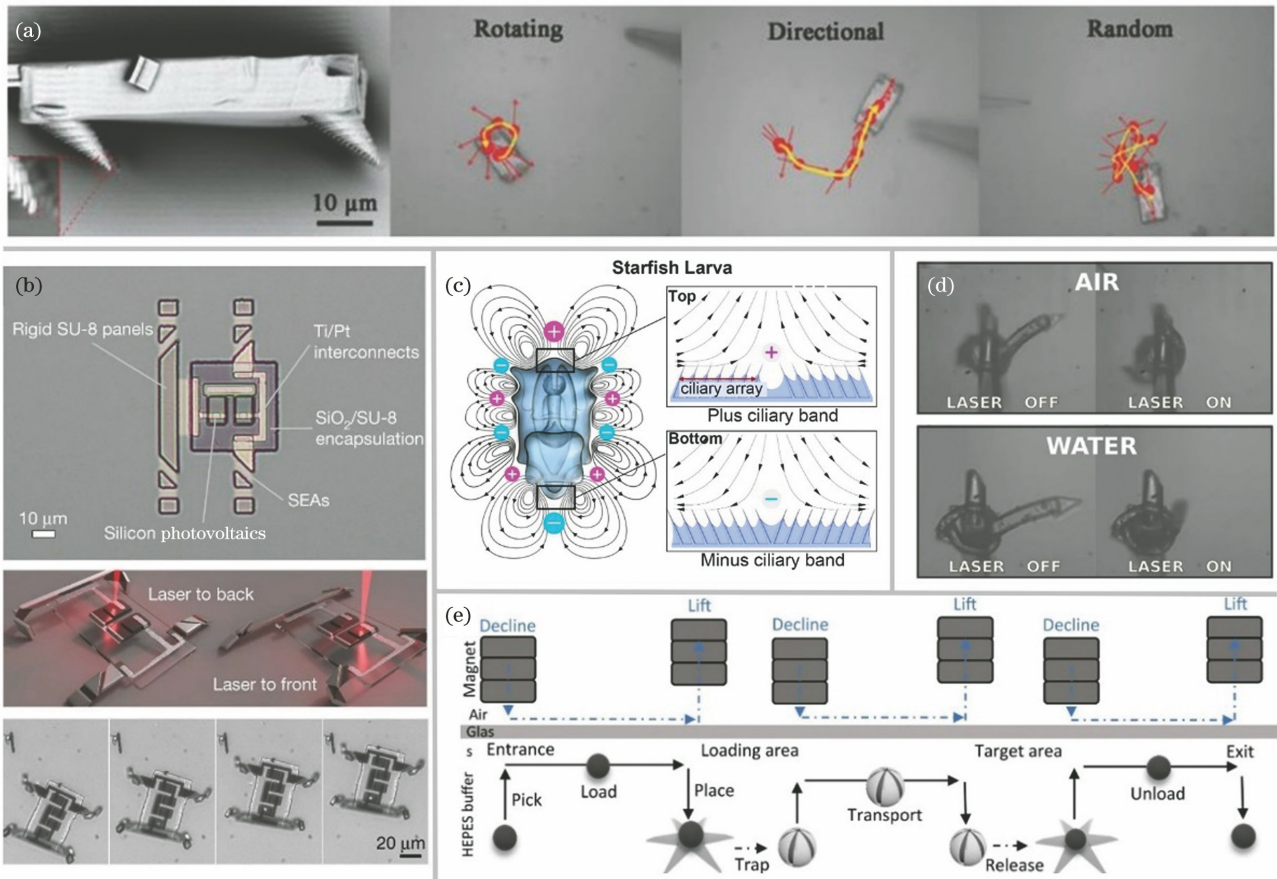 (a)
Rotating
Directional
Random
10 μm
(b)
Rigid SU-8 panels
Ti/Pt
interconnects
SiO₂/SU-8
encapsulation
SEAs
10 μm
Silicon photovoltaics
Laser to back
Laser to front
20 μm
(c)
Starfish Larva
Top
+
ciliary array
Plus ciliary band
Bottom
−
Minus ciliary band
+
−
−
+
+
−
−
+
+
−
(d)
AIR
LASER OFF
LASER ON
WATER
LASER OFF
LASER ON
(e)
Decline
Lift
Decline
Lift
Decline
Lift
Magnet
Air
Glas
s
HEPES buffer
Entrance
Loading area
Target area
Exit
Pick
Load
Place
Transport
Unload
Trap
Release